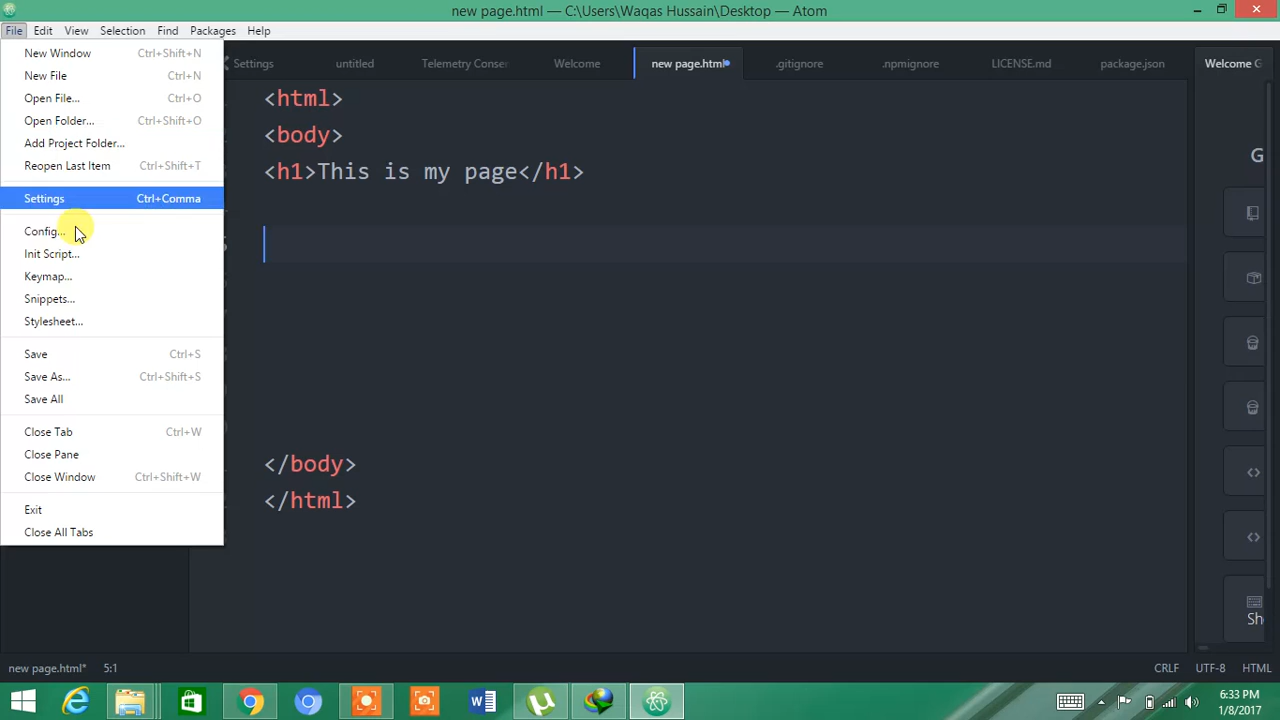 new page.html — C:\Users\Waqas Hussain\Desktop — Atom
File Edit View Selection Find Packages Help
New Window Ctrl+Shift+N
New File Ctrl+N
Open File... Ctrl+O
Open Folder... Ctrl+Shift+O
Add Project Folder...
Reopen Last Item Ctrl+Shift+T
Settings Ctrl+Comma
Config...
Init Script...
Keymap...
Snippets...
Stylesheet...
Save Ctrl+S
Save As... Ctrl+Shift+S
Save All
Close Tab Ctrl+W
Close Pane
Close Window Ctrl+Shift+W
Exit
Close All Tabs
Settings untitled Telemetry Conse Welcome new page.html .gitignore .npmignore LICENSE.md package.json Welcome G
<html>
<body>
<h1>This is my page</h1>
</body>
</html>
G
Sh
new page.html* 5:1 CRLF UTF-8 HTML
6:33 PM
1/8/2017